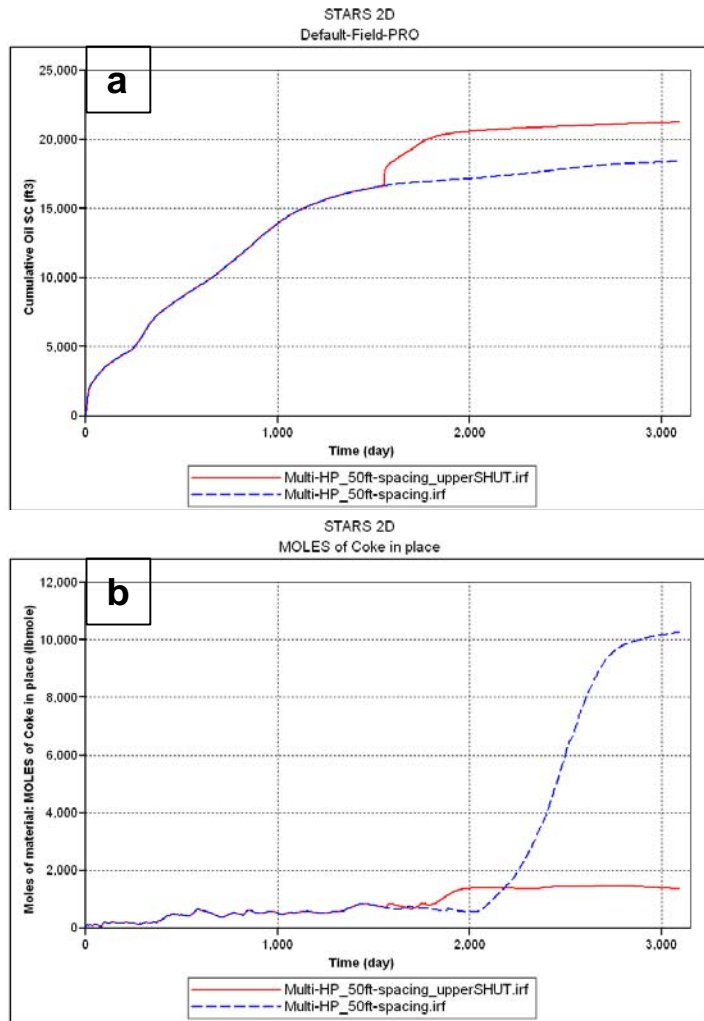 STARS 2D
Default-Field-PRO
a
25,000
20,000
15,000
10,000
5,000
0
Cumulative Oil SC (ft3)
0 1,000 2,000 3,000
Time (day)
Multi-HP_50ft-spacing_upperSHUT.irf
Multi-HP_50ft-spacing.irf
STARS 2D
MOLES of Coke in place
b
12,000
10,000
8,000
6,000
4,000
2,000
0
Moles of material: MOLES of Coke in place (lbmole)
0 1,000 2,000 3,000
Time (day)
Multi-HP_50ft-spacing_upperSHUT.irf
Multi-HP_50ft-spacing.irf